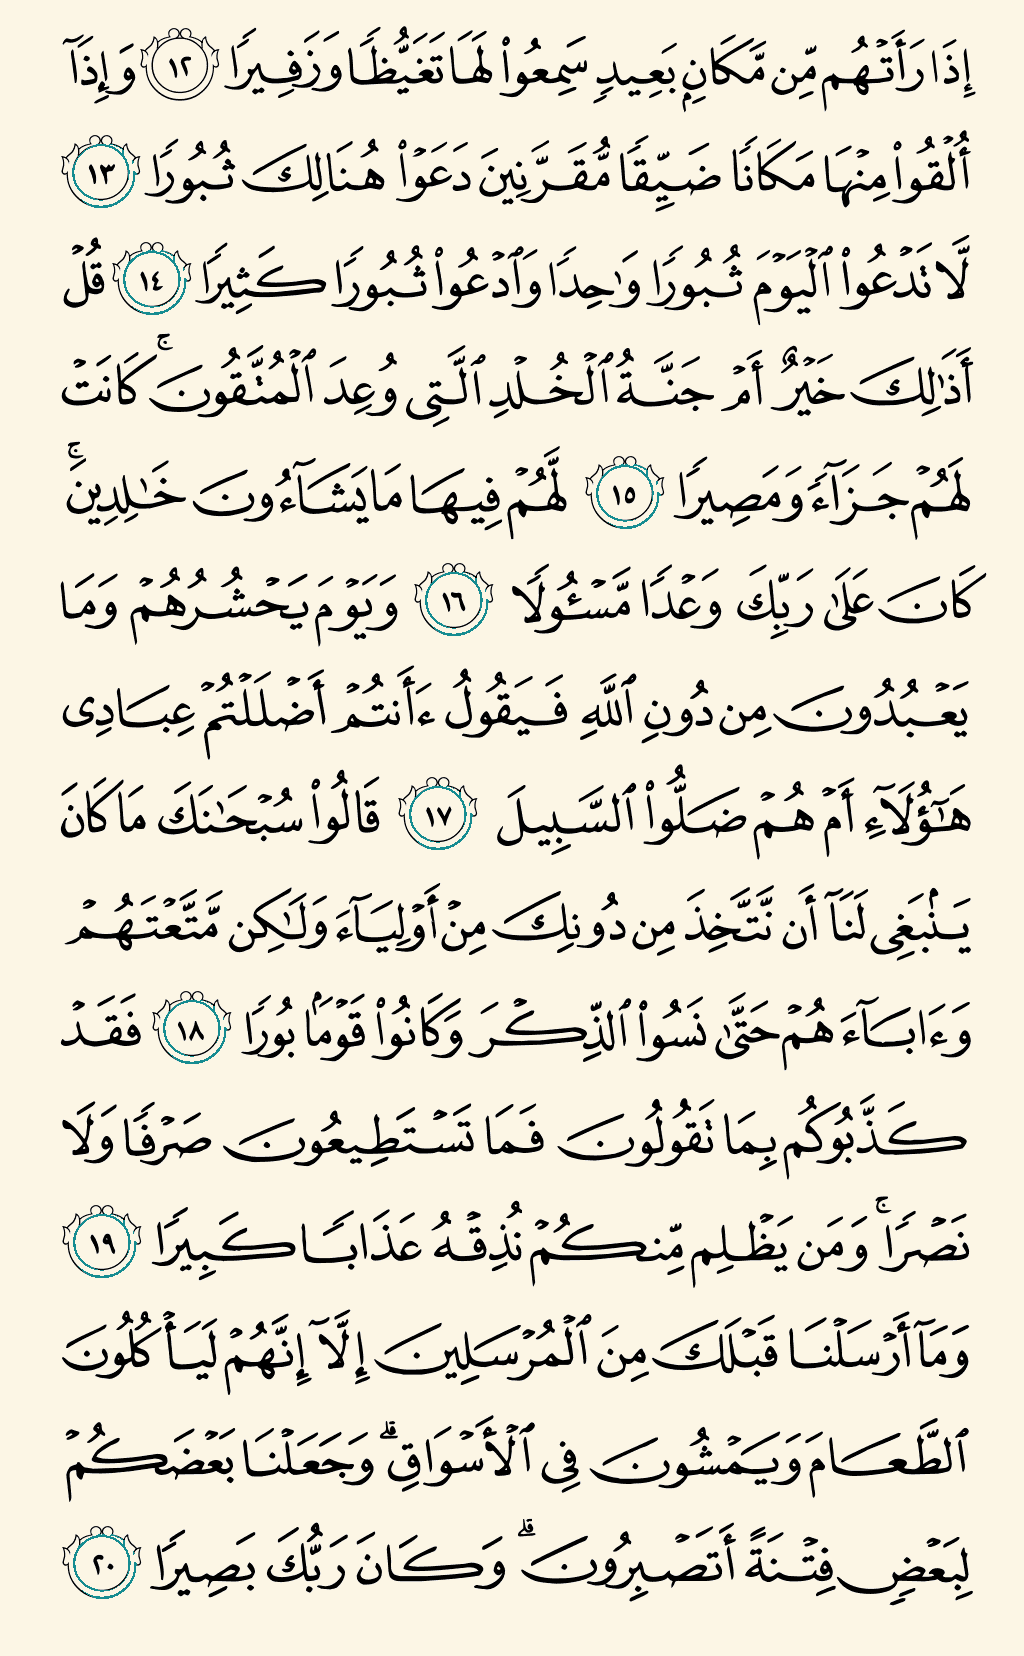 إِذَا رَأَتۡهُم مِّن مَّكَانِۭ بَعِيدٖ سَمِعُواْ لَهَا تَغَيُّظٗا وَزَفِيرٗا ١٢ وَإِذَآ
أُلۡقُواْ مِنۡهَا مَكَانٗا ضَيِّقٗا مُّقَرَّنِينَ دَعَوۡاْ هُنَالِكَ ثُبُورٗا ١٣
لَّا تَدۡعُواْ ٱلۡيَوۡمَ ثُبُورٗا وَٰحِدٗا وَٱدۡعُواْ ثُبُورٗا كَثِيرٗا ١٤ قُلۡ
أَذَٰلِكَ خَيۡرٌ أَمۡ جَنَّةُ ٱلۡخُلۡدِ ٱلَّتِي وُعِدَ ٱلۡمُتَّقُونَۚ كَانَتۡ
لَهُمۡ جَزَآءٗ وَمَصِيرٗا ١٥ لَّهُمۡ فِيهَا مَا يَشَآءُونَ خَٰلِدِينَۚ
كَانَ عَلَىٰ رَبِّكَ وَعۡدٗا مَّسۡـُٔولٗا ١٦ وَيَوۡمَ يَحۡشُرُهُمۡ وَمَا
يَعۡبُدُونَ مِن دُونِ ٱللَّهِ فَيَقُولُ ءَأَنتُمۡ أَضۡلَلۡتُمۡ عِبَادِي
هَٰٓؤُلَآءِ أَمۡ هُمۡ ضَلُّواْ ٱلسَّبِيلَ ١٧ قَالُواْ سُبۡحَٰنَكَ مَا كَانَ
يَنۢبَغِي لَنَآ أَن نَّتَّخِذَ مِن دُونِكَ مِنۡ أَوۡلِيَآءَ وَلَٰكِن مَّتَّعۡتَهُمۡ
وَءَابَآءَهُمۡ حَتَّىٰ نَسُواْ ٱلذِّكۡرَ وَكَانُواْ قَوۡمَۢا بُورٗا ١٨ فَقَدۡ
كَذَّبُوكُم بِمَا تَقُولُونَ فَمَا تَسۡتَطِيعُونَ صَرۡفٗا وَلَا
نَصۡرٗاۚ وَمَن يَظۡلِم مِّنكُمۡ نُذِقۡهُ عَذَابٗا كَبِيرٗا ١٩
وَمَآ أَرۡسَلۡنَا قَبۡلَكَ مِنَ ٱلۡمُرۡسَلِينَ إِلَّآ إِنَّهُمۡ لَيَأۡكُلُونَ
ٱلطَّعَامَ وَيَمۡشُونَ فِي ٱلۡأَسۡوَاقِۗ وَجَعَلۡنَا بَعۡضَكُمۡ
لِبَعۡضٖ فِتۡنَةً أَتَصۡبِرُونَۗ وَكَانَ رَبُّكَ بَصِيرٗا ٢٠